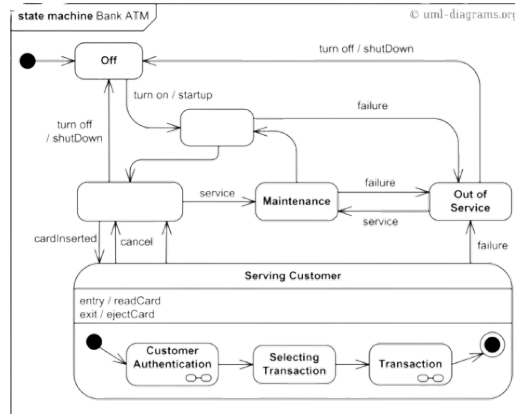 state machine Bank ATM
© uml-diagrams.org
turn off / shutDown
Off
turn on / startup
failure
turn off
/ shutDown
service
Maintenance
failure
Out of
Service
service
cardInserted
cancel
failure
Serving Customer
entry / readCard
exit / ejectCard
Customer
Authentication
Selecting
Transaction
Transaction